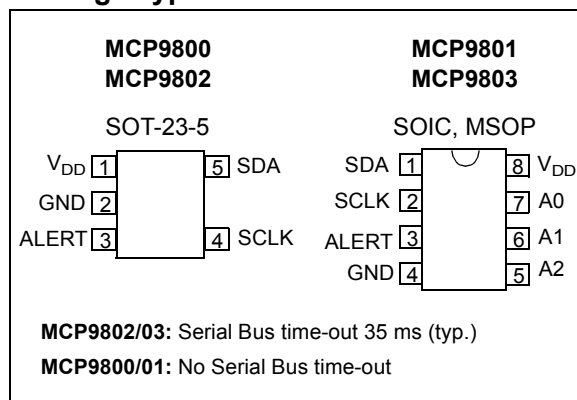 MCP9800
MCP9802
SOT-23-5
VDD 1
GND 2
ALERT 3
5 SDA
4 SCLK
MCP9801
MCP9803
SOIC, MSOP
SDA 1
SCLK 2
ALERT 3
GND 4
8 VDD
7 A0
6 A1
5 A2
MCP9802/03: Serial Bus time-out 35 ms (typ.)
MCP9800/01: No Serial Bus time-out